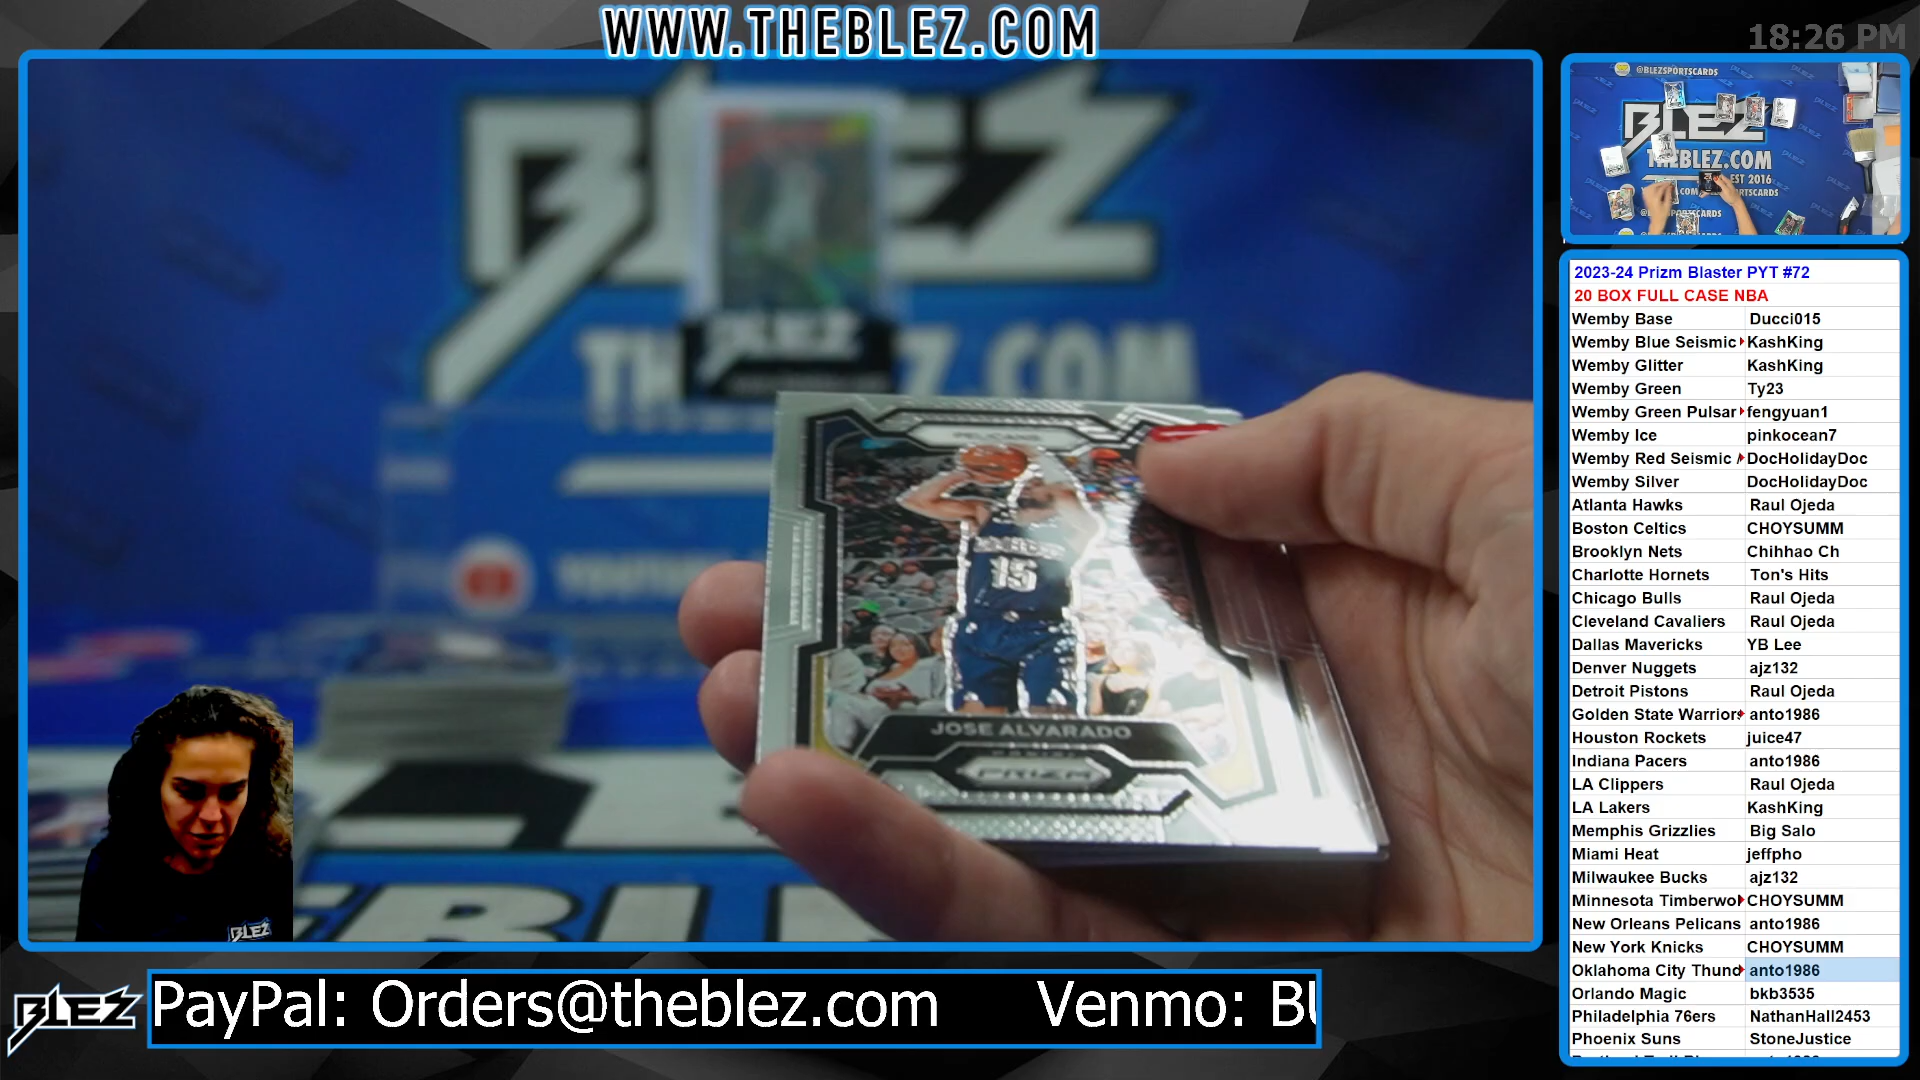 WWW.THEBLEZ.COM
18:26 PM
@BLEZSPORTSCARDS
BLEZ
THEBLEZ.COM
EST 2016
BLEZ
BLEZ
15
JOSE ALVARADO
PRIZM
BLEZ
2023-24 Prizm Blaster PYT #72
20 BOX FULL CASE NBA
Wemby Base Ducci015
Wemby Blue Seismic KashKing
Wemby Glitter KashKing
Wemby Green Ty23
Wemby Green Pulsar fengyuan1
Wemby Ice pinkocean7
Wemby Red Seismic DocHolidayDoc
Wemby Silver DocHolidayDoc
Atlanta Hawks Raul Ojeda
Boston Celtics CHOYSUMM
Brooklyn Nets Chihhao Ch
Charlotte Hornets Ton's Hits
Chicago Bulls Raul Ojeda
Cleveland Cavaliers Raul Ojeda
Dallas Mavericks YB Lee
Denver Nuggets ajz132
Detroit Pistons Raul Ojeda
Golden State Warriors anto1986
Houston Rockets juice47
Indiana Pacers anto1986
LA Clippers Raul Ojeda
LA Lakers KashKing
Memphis Grizzlies Big Salo
Miami Heat jeffpho
Milwaukee Bucks ajz132
Minnesota Timberwol CHOYSUMM
New Orleans Pelicans anto1986
New York Knicks CHOYSUMM
Oklahoma City Thund anto1986
Orlando Magic bkb3535
Philadelphia 76ers NathanHall2453
Phoenix Suns StoneJustice
BLEZ
PayPal: Orders@theblez.com Venmo: